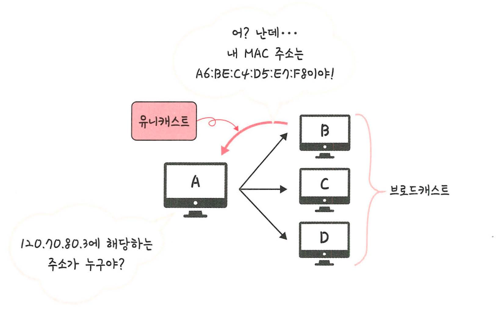 어? 난데···
내 MAC 주소는
A6:BE:C4:D5:E7:F8이야!
유니캐스트
B
A
C
브로드캐스트
D
120.70.80.3에 해당하는
주소가 누구야?